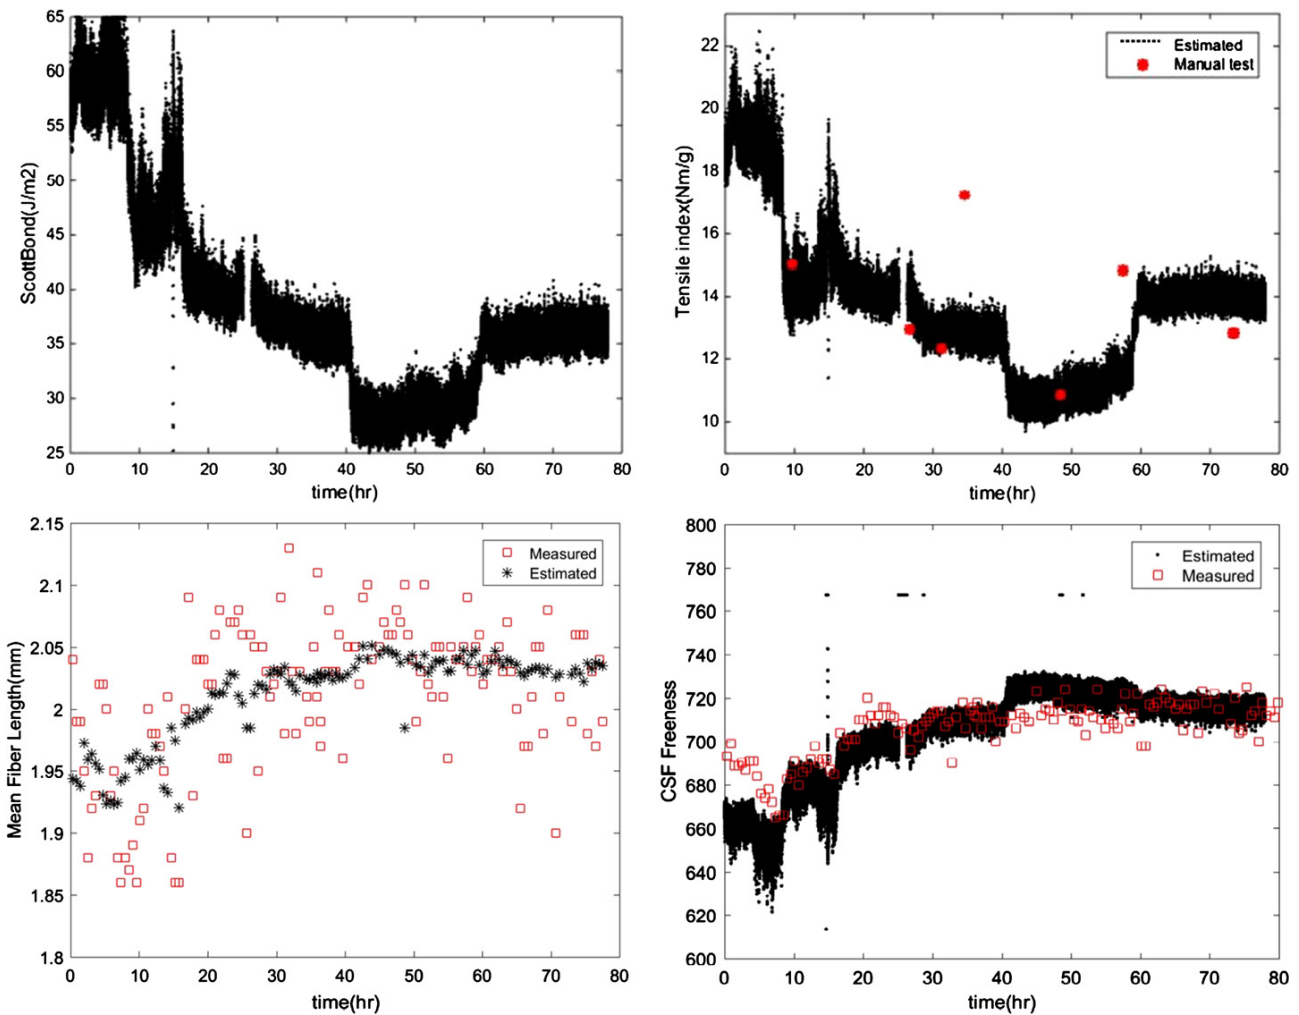 65
60
55
50
45
40
35
30
25
ScottBond(J/m2)
0 10 20 30 40 50 60 70 80
time(hr)
22
20
18
16
14
12
10
Tensile index(Nm/g)
Estimated
Manual test
0 10 20 30 40 50 60 70 80
time(hr)
2.15
2.1
2.05
2
1.95
1.9
1.85
1.8
Mean Fiber Length(mm)
Measured
Estimated
0 10 20 30 40 50 60 70 80
time(hr)
800
780
760
740
720
700
680
660
640
620
600
CSF Freeness
Estimated
Measured
0 10 20 30 40 50 60 70 80
time(hr)